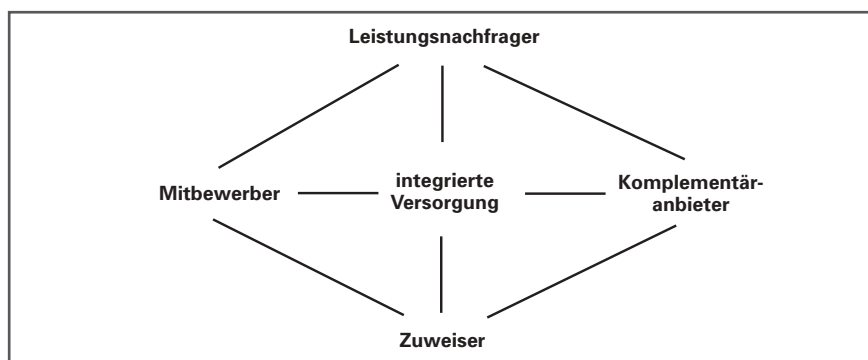 Leistungsnachfrager
Mitbewerber
integrierte
Versorgung
Komplementär-
anbieter
Zuweiser